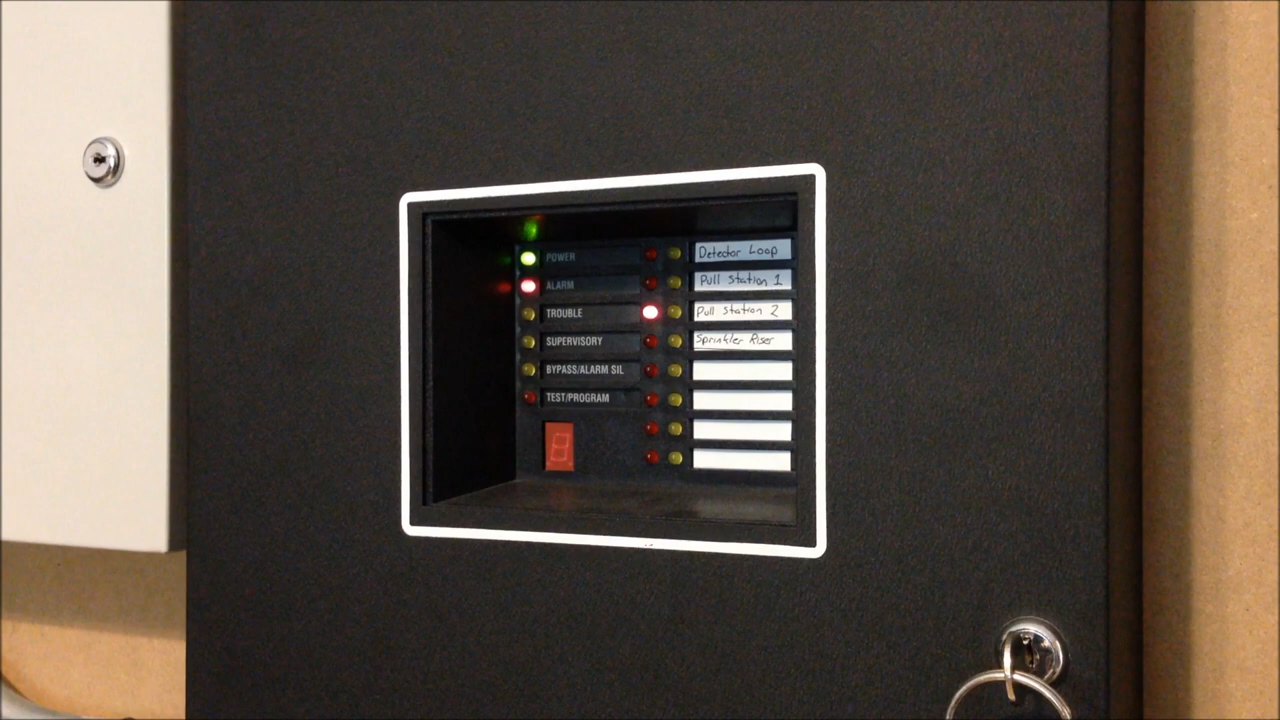 POWER
ALARM
TROUBLE
SUPERVISORY
BYPASS/ALARM SIL
TEST/PROGRAM
Detector Loop
Pull Station 1
Pull Station 2
Sprinkler Riser